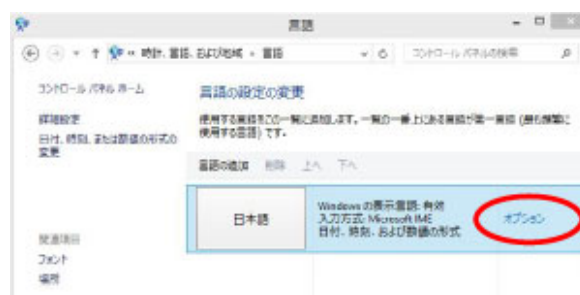 言語
時計、言語、および地域 言語
コントロール パネルの検索
コントロール パネル ホーム
言語の設定の変更
詳細設定
使用する言語をこの一覧に追加します。一覧の一番上にある言語が第一言語 (最も頻繁に
使用する言語) です。
日付、時刻、または数値の形式の
変更
言語の追加 削除 上へ 下へ
日本語
Windows の表示言語: 有効
入力方式: Microsoft IME
日付、時刻、および数値の形式
オプション
関連項目
フォント
場所